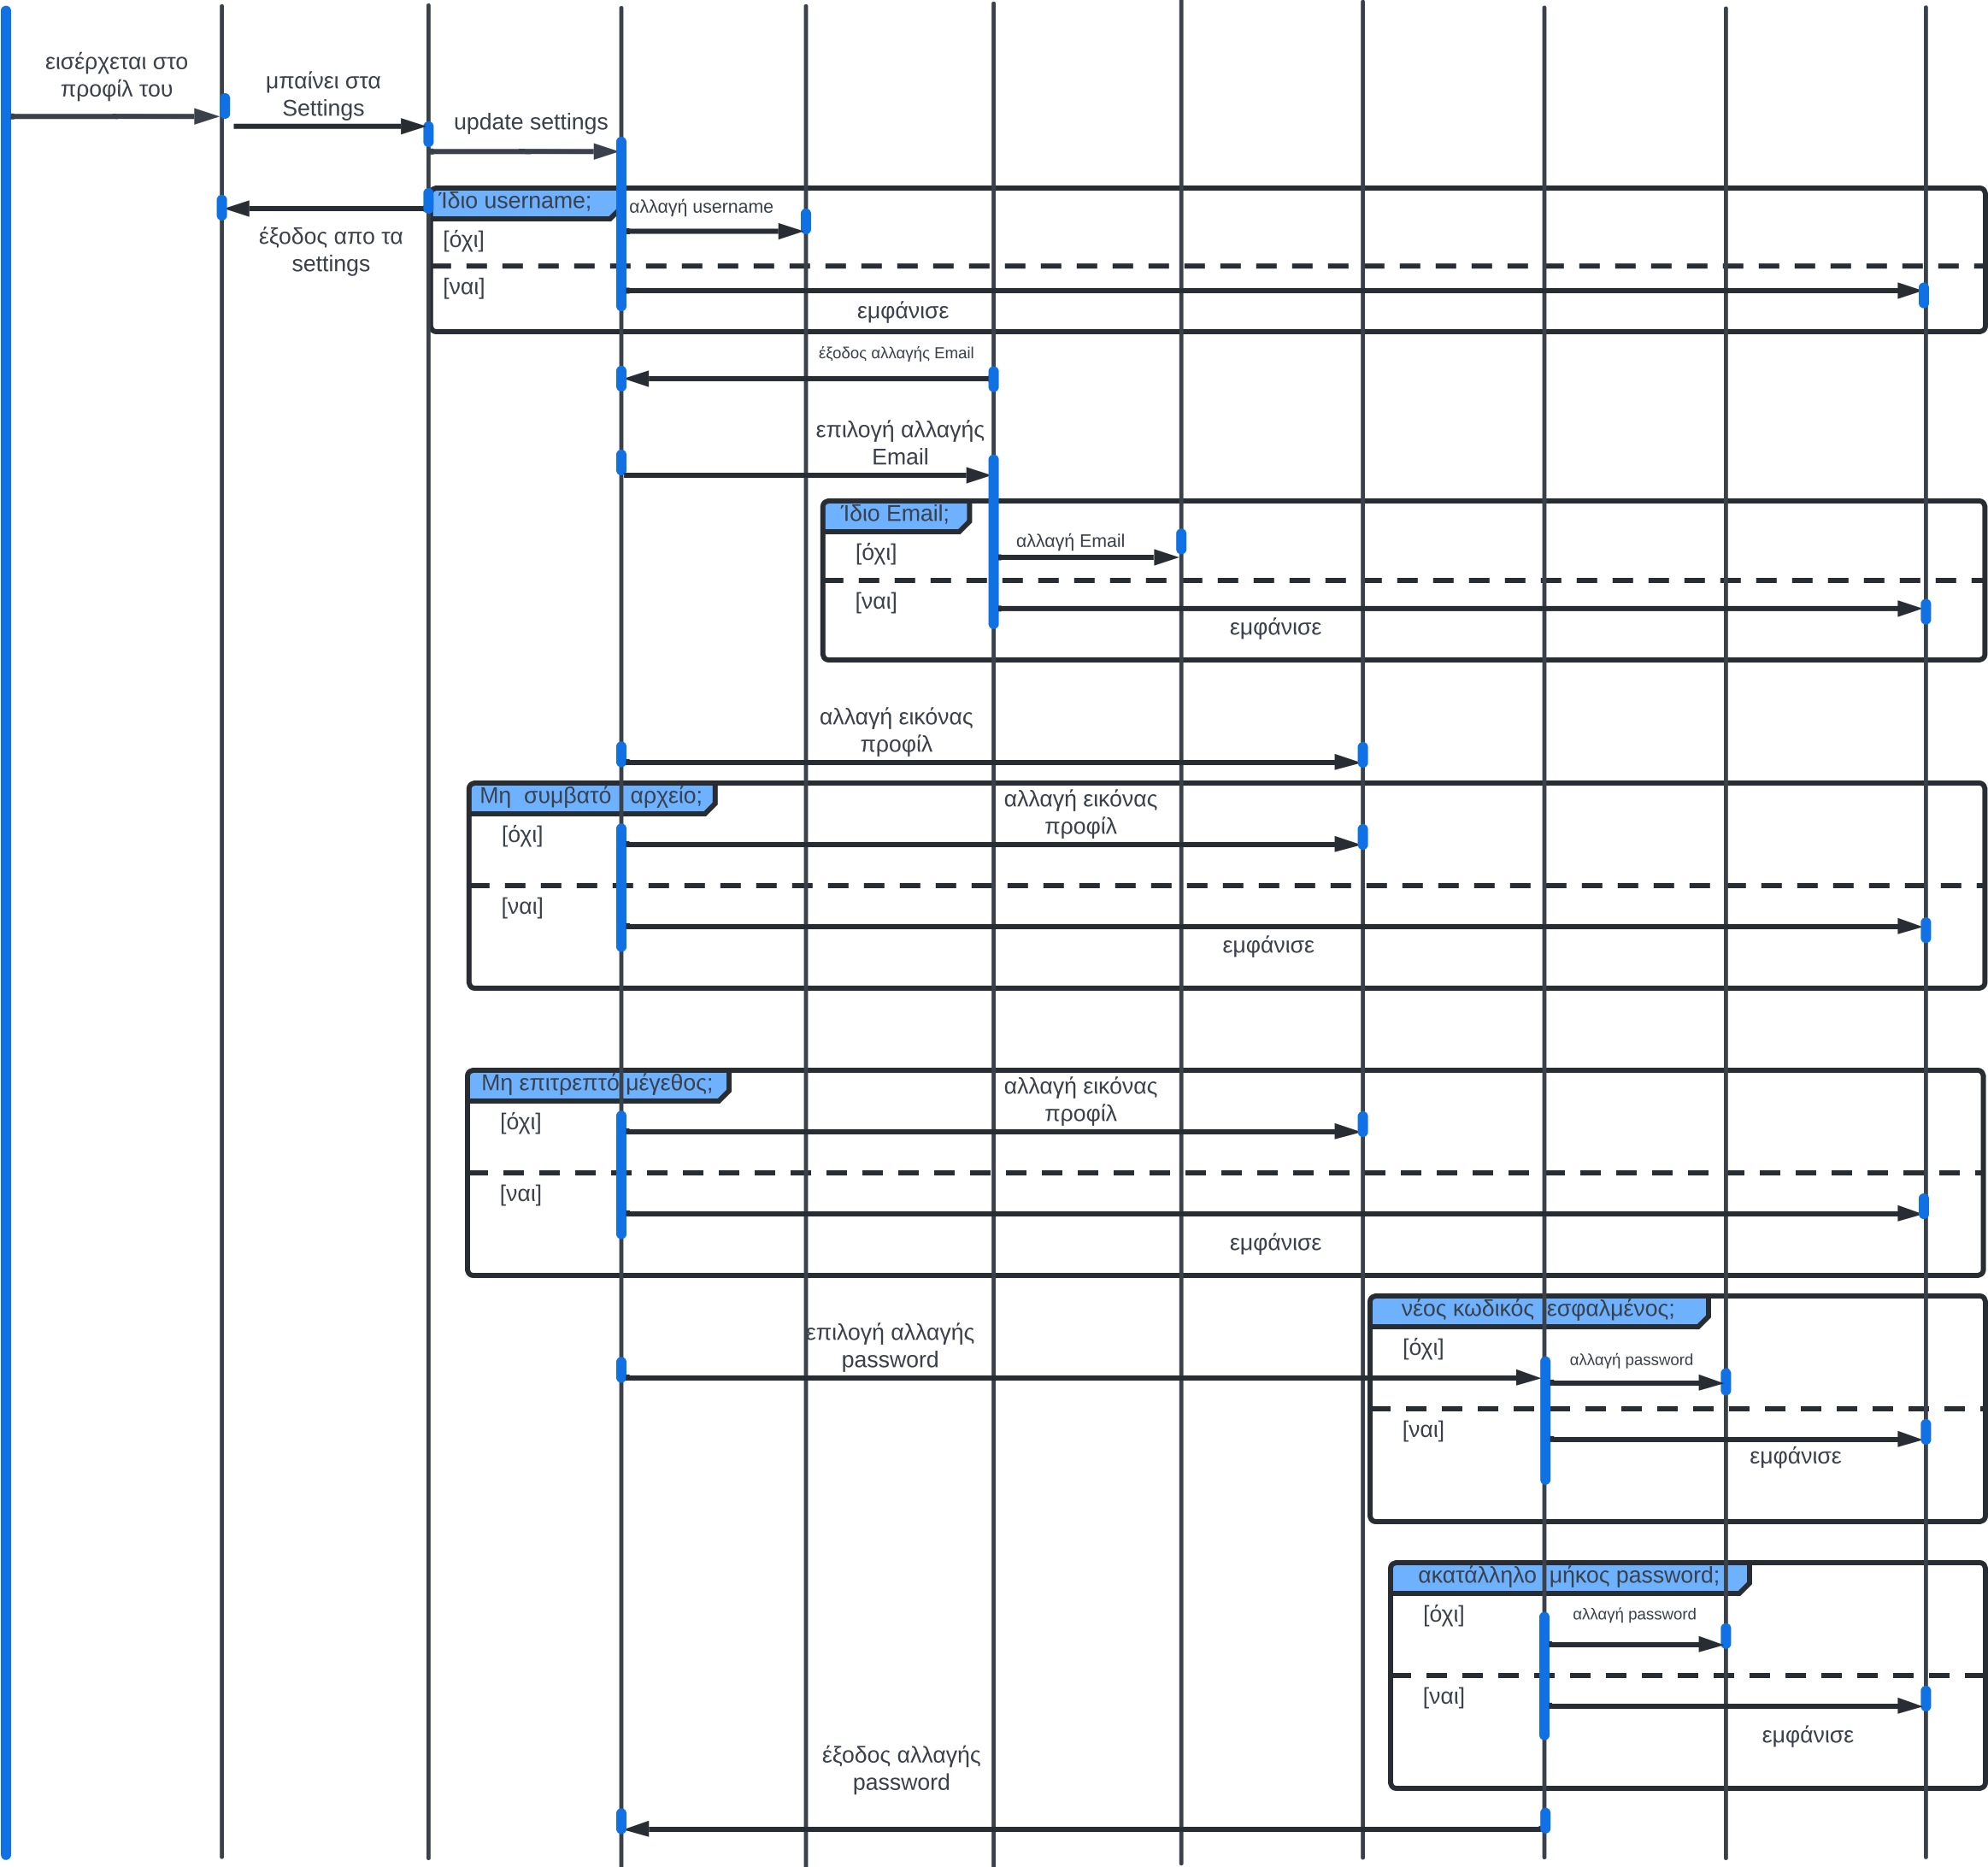 εισέρχεται στο
προφίλ του
μπαίνει στα
Settings
update settings
Ίδιο username;
αλλαγή username
[όχι]
έξοδος απο τα
settings
[ναι]
εμφάνισε
έξοδος αλλαγής Email
επιλογή αλλαγής
Email
Ίδιο Email;
αλλαγή Email
[όχι]
[ναι]
εμφάνισε
αλλαγή εικόνας
προφίλ
Μη συμβατό αρχείο;
αλλαγή εικόνας
προφίλ
[όχι]
[ναι]
εμφάνισε
Μη επιτρεπτό μέγεθος;
αλλαγή εικόνας
προφίλ
[όχι]
[ναι]
εμφάνισε
νέος κωδικός εσφαλμένος;
επιλογή αλλαγής
password
[όχι]
αλλαγή password
[ναι]
εμφάνισε
ακατάλληλο μήκος password;
[όχι]
αλλαγή password
[ναι]
εμφάνισε
έξοδος αλλαγής
password